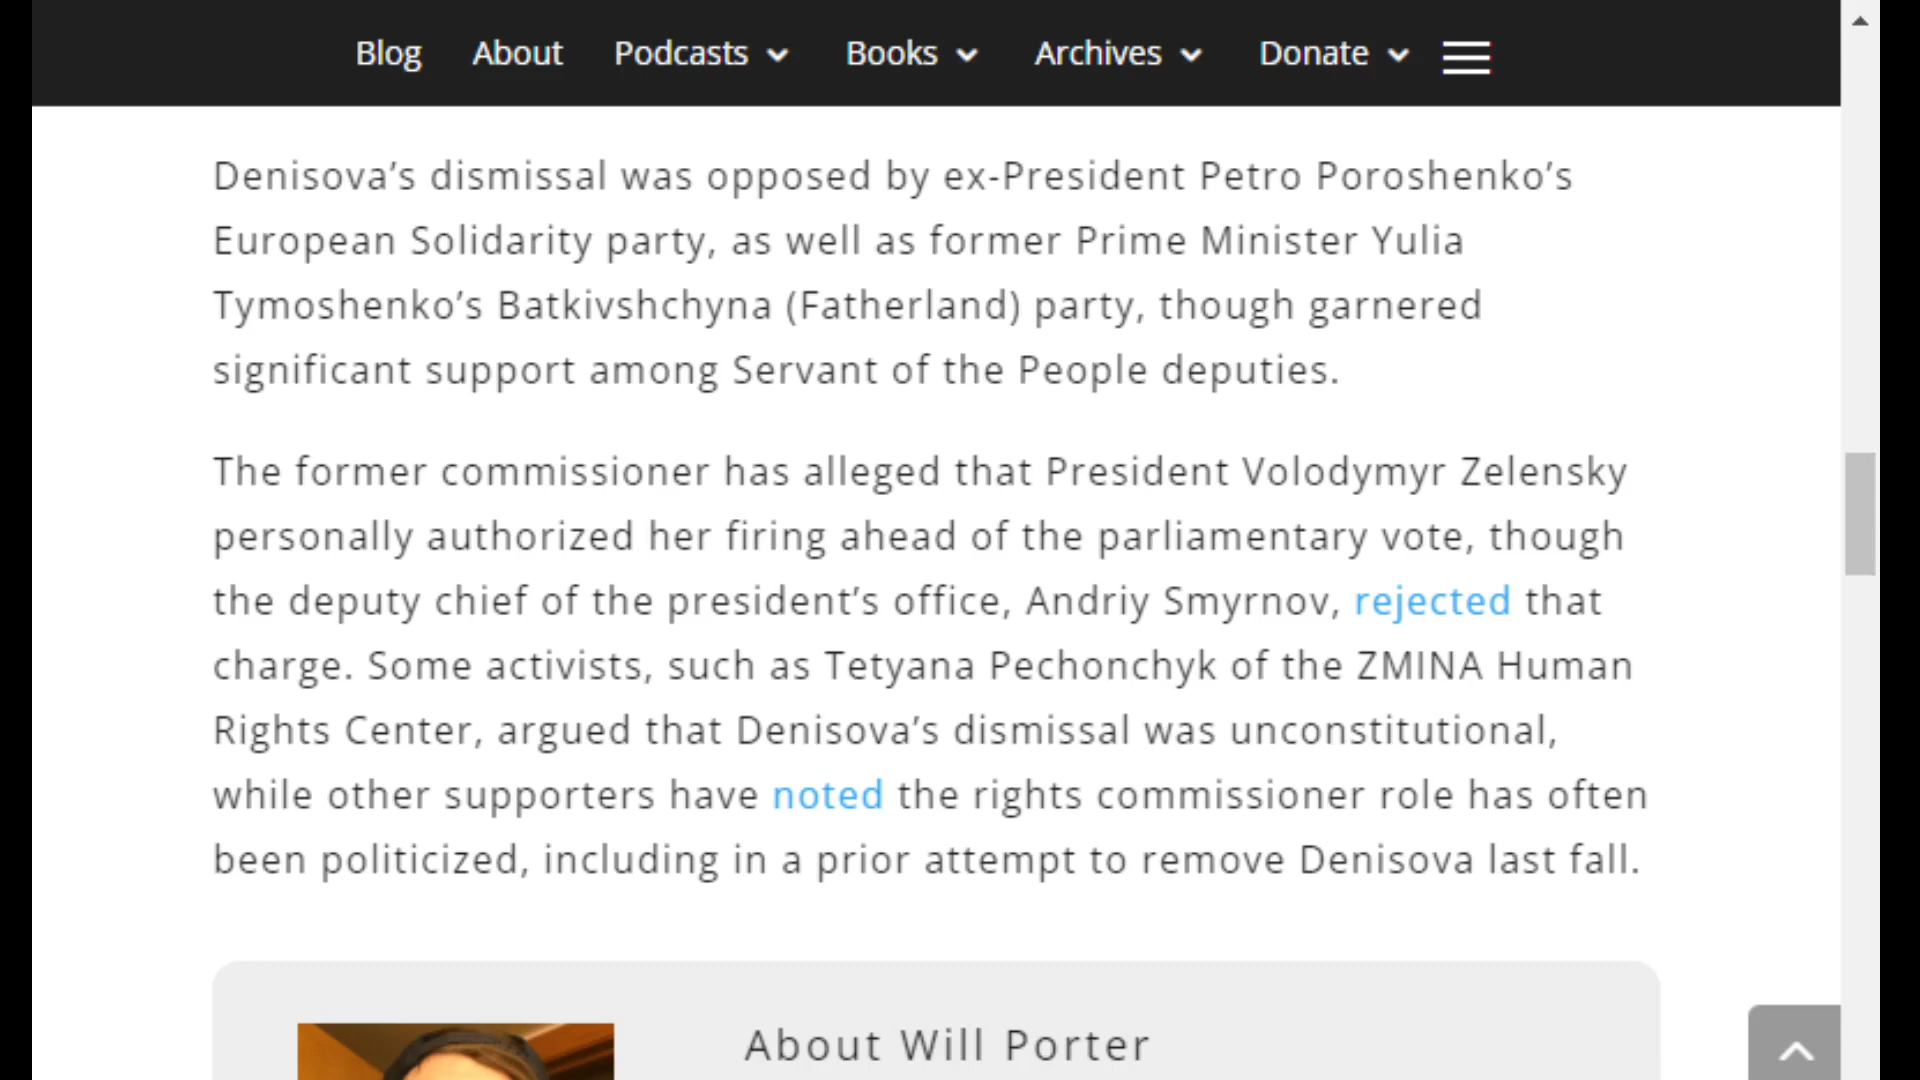 Blog About Podcasts Books Archives Donate
Denisova’s dismissal was opposed by ex-President Petro Poroshenko’s
European Solidarity party, as well as former Prime Minister Yulia
Tymoshenko’s Batkivshchyna (Fatherland) party, though garnered
significant support among Servant of the People deputies.
The former commissioner has alleged that President Volodymyr Zelensky
personally authorized her firing ahead of the parliamentary vote, though
the deputy chief of the president’s office, Andriy Smyrnov, rejected that
charge. Some activists, such as Tetyana Pechonchyk of the ZMINA Human
Rights Center, argued that Denisova’s dismissal was unconstitutional,
while other supporters have noted the rights commissioner role has often
been politicized, including in a prior attempt to remove Denisova last fall.
About Will Porter